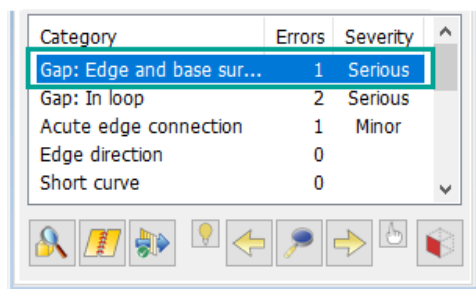 Category Errors Severity
Gap: Edge and base sur... 1 Serious
Gap: In loop 2 Serious
Acute edge connection 1 Minor
Edge direction 0
Short curve 0